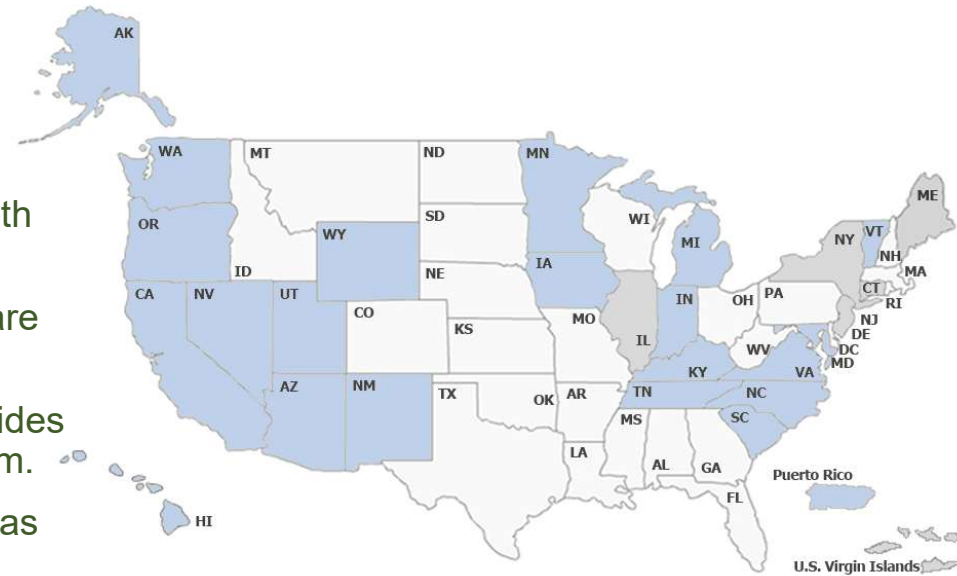 th
are
ides
m.
as
AK
WA
MT
ND
MN
ME
OR
SD
WI
VT
NY
WY
MI
NH
ID
IA
MA
NE
CT
RI
CA
NV
UT
IN
OH
PA
CO
MO
NJ
IL
DE
KS
WV
DC
KY
VA
MD
AZ
NM
TX
OK
AR
TN
NC
MS
SC
LA
AL
GA
Puerto Rico
FL
HI
U.S. Virgin Islands